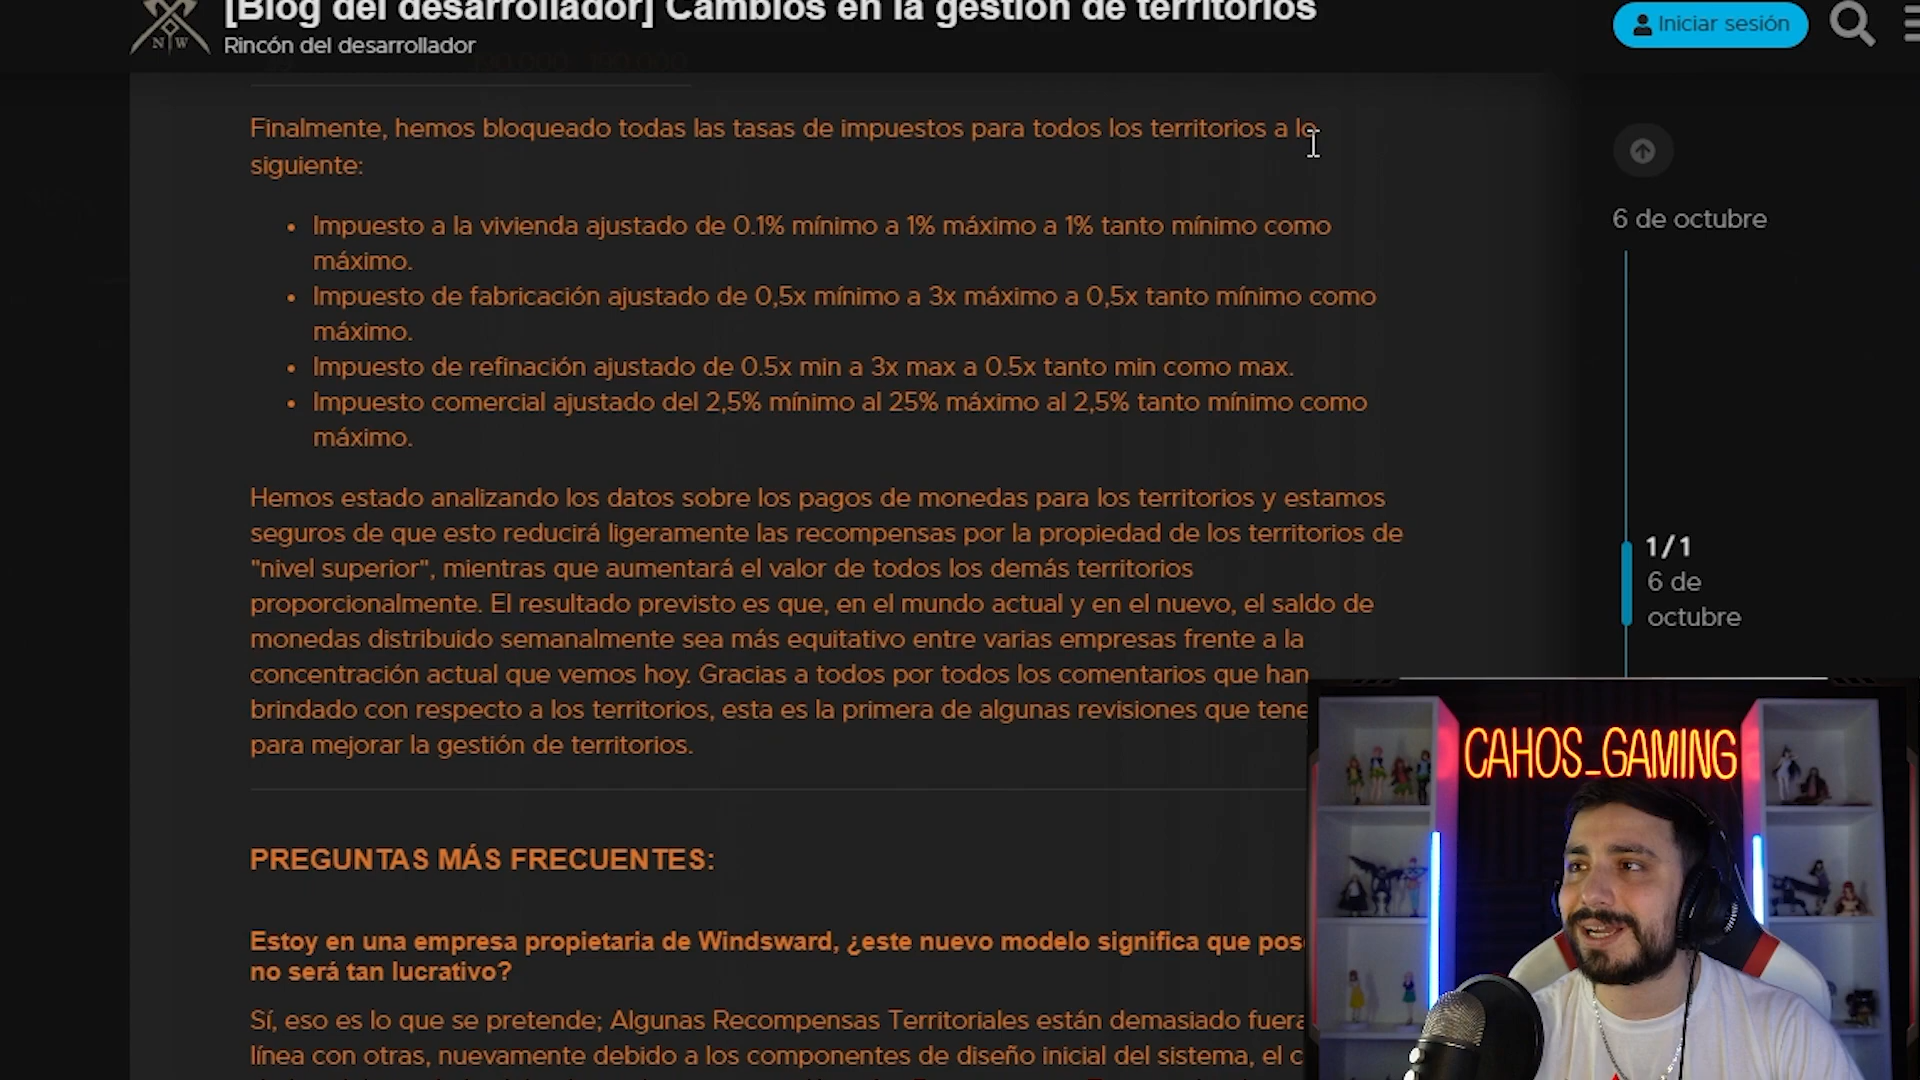 [Blog del desarrollador] Cambios en la gestión de territorios
Rincón del desarrollador
N W
Iniciar sesión
Finalmente, hemos bloqueado todas las tasas de impuestos para todos los territorios a lo
siguiente:
• Impuesto a la vivienda ajustado de 0.1% mínimo a 1% máximo a 1% tanto mínimo como
máximo.
• Impuesto de fabricación ajustado de 0,5x mínimo a 3x máximo a 0,5x tanto mínimo como
máximo.
• Impuesto de refinación ajustado de 0.5x min a 3x max a 0.5x tanto min como max.
• Impuesto comercial ajustado del 2,5% mínimo al 25% máximo al 2,5% tanto mínimo como
máximo.
Hemos estado analizando los datos sobre los pagos de monedas para los territorios y estamos
seguros de que esto reducirá ligeramente las recompensas por la propiedad de los territorios de
"nivel superior", mientras que aumentará el valor de todos los demás territorios
proporcionalmente. El resultado previsto es que, en el mundo actual y en el nuevo, el saldo de
monedas distribuido semanalmente sea más equitativo entre varias empresas frente a la
concentración actual que vemos hoy. Gracias a todos por todos los comentarios que han
brindado con respecto a los territorios, esta es la primera de algunas revisiones que tene
para mejorar la gestión de territorios.
PREGUNTAS MÁS FRECUENTES:
Estoy en una empresa propietaria de Windsward, ¿este nuevo modelo significa que pos
no será tan lucrativo?
Sí, eso es lo que se pretende; Algunas Recompensas Territoriales están demasiado fuera
línea con otras, nuevamente debido a los componentes de diseño inicial del sistema, el c
6 de octubre
1/1
6 de
octubre
CAHOS_GAMING